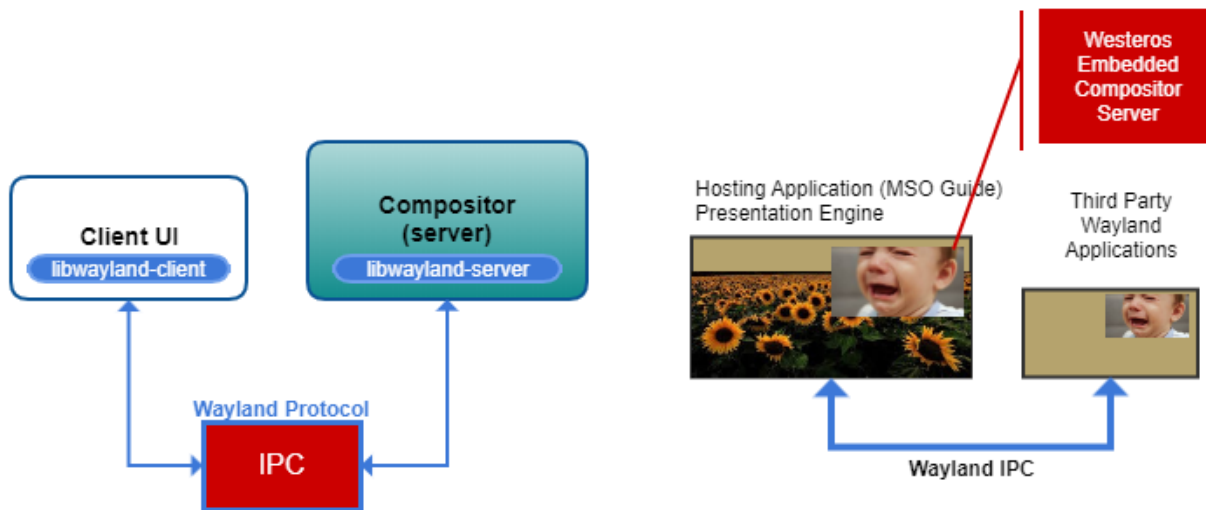 Client UI
libwayland-client
Compositor
(server)
libwayland-server
Wayland Protocol
IPC
Westeros
Embedded
Compositor
Server
Hosting Application (MSO Guide)
Presentation Engine
Third Party
Wayland
Applications
Wayland IPC